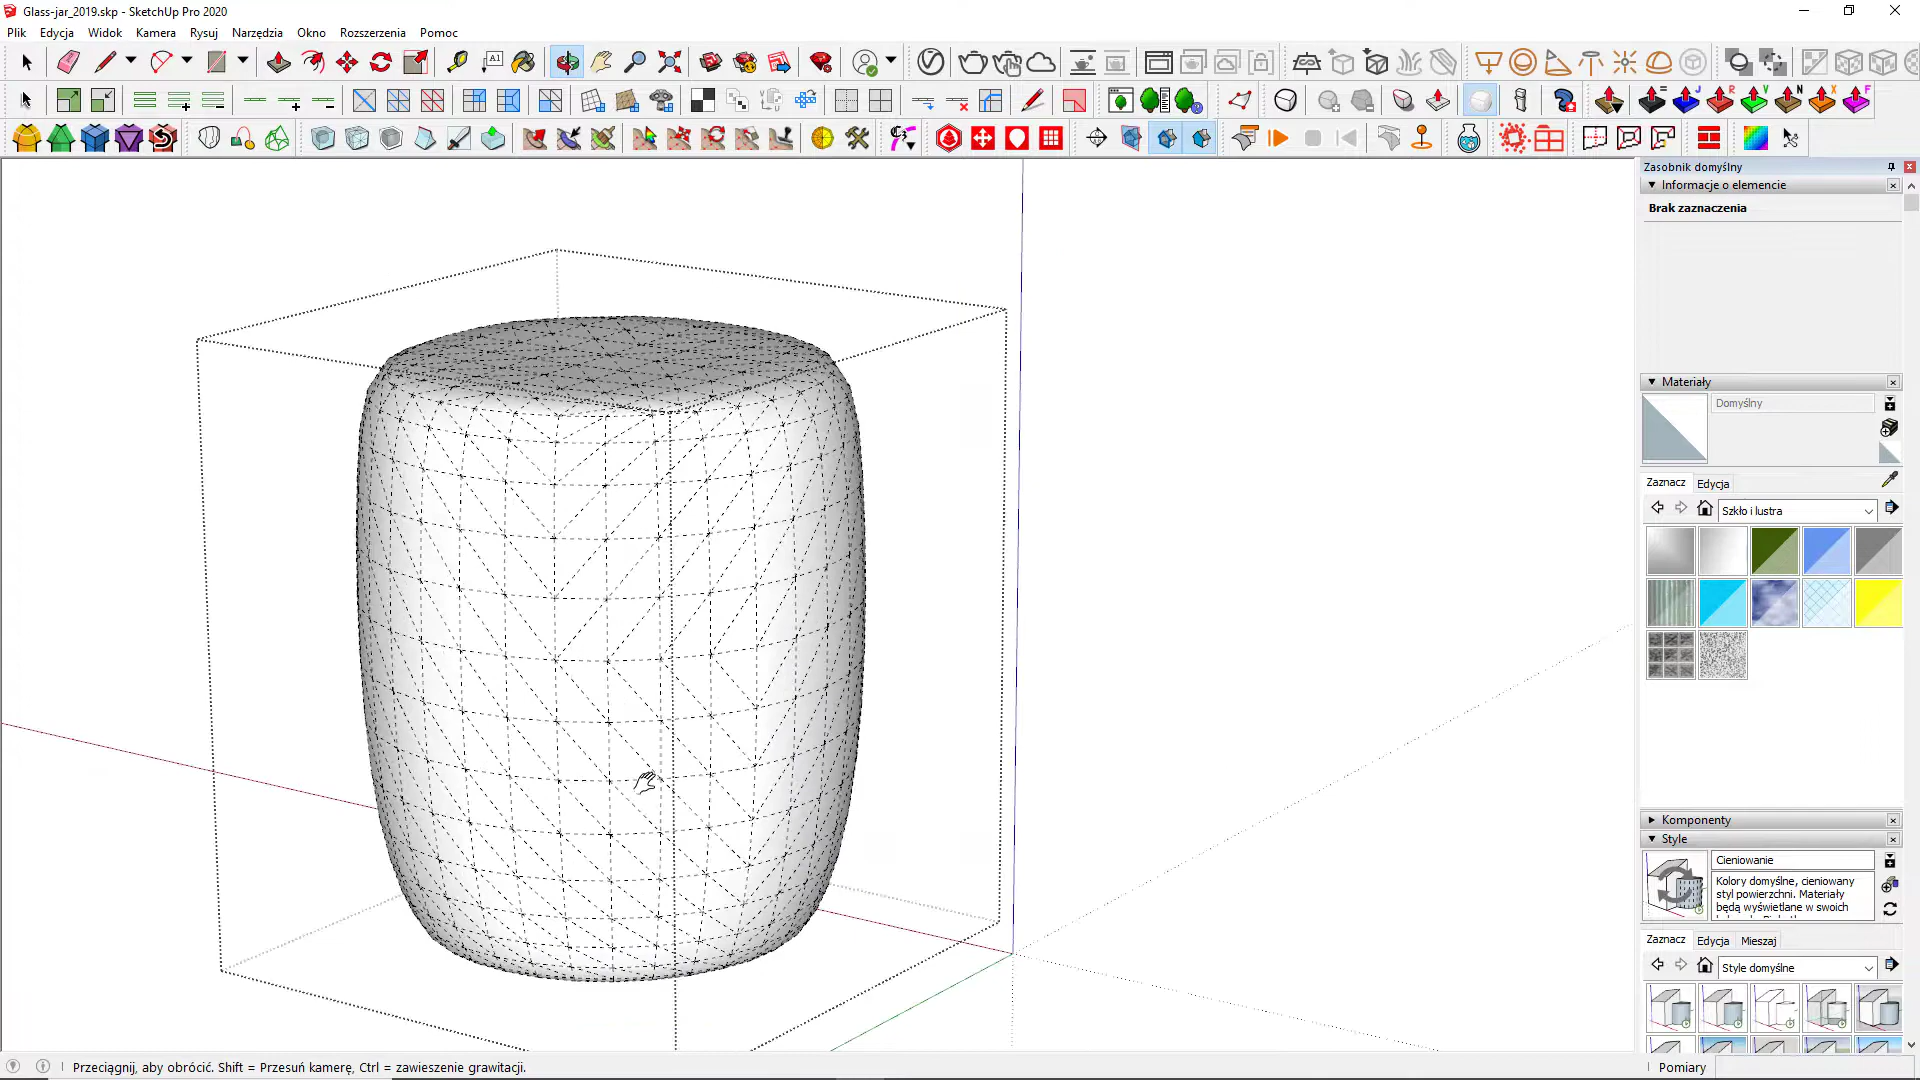 Glass-jar_2019.skp - SketchUp Pro 2020
Plik Edycja Widok Kamera Rysuj Narzędzia Okno Rozszerzenia Pomoc
A1
= J R V N X F
Zasobnik domyślny
Informacje o elemencie
Brak zaznaczenia
Materiały
Domyślny
Zaznacz Edycja
Szkło i lustra
Komponenty
Style
Cieniowanie
Kolory domyślne, cieniowany
styl powierzchni. Materiały
będą wyświetlane w swoich
Zaznacz Edycja Mieszaj
Style domyślne
Przeciągnij, aby obrócić. Shift = Przesuń kamerę, Ctrl = zawieszenie grawitacji.
Pomiary